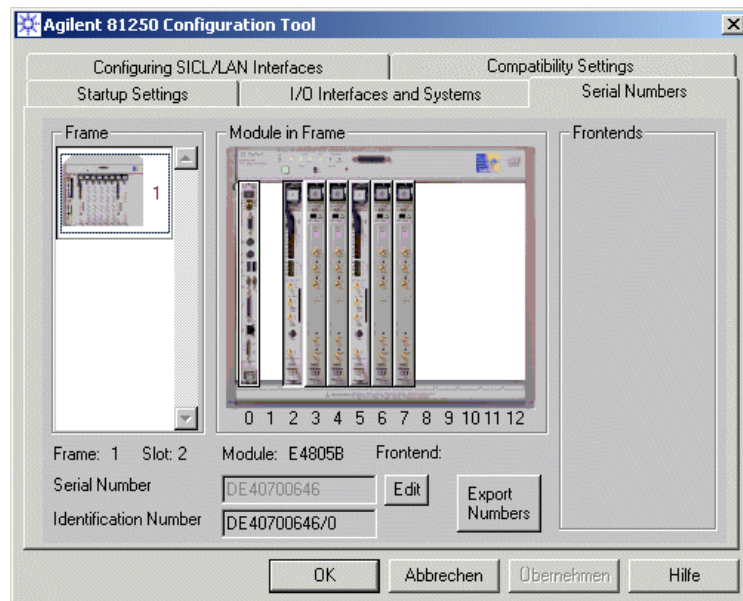 Agilent 81250 Configuration Tool
Configuring SICL/LAN Interfaces
Compatibility Settings
Startup Settings
I/O Interfaces and Systems
Serial Numbers
Frame
Module in Frame
Frontends
1
0 1 2 3 4 5 6 7 8 9 10 11 12
Frame: 1 Slot: 2 Module: E4805B Frontend:
Serial Number DE40700646 Edit
Export Numbers
Identification Number DE40700646/0
OK Abbrechen Übernehmen Hilfe